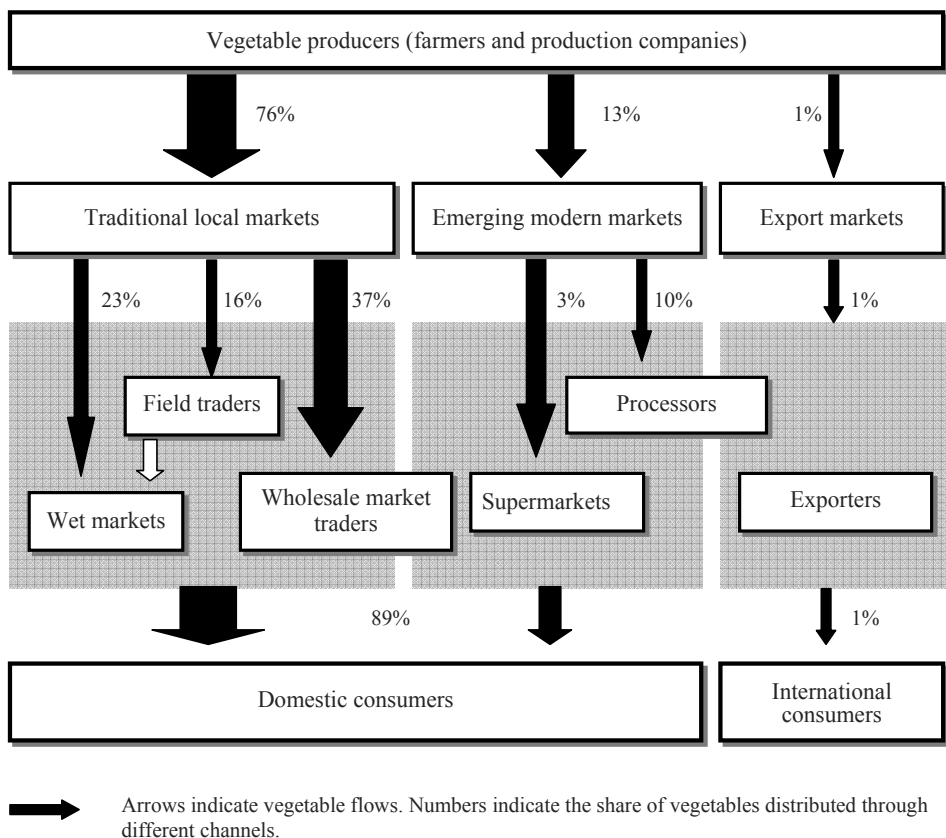 Vegetable producers (farmers and production companies)
76%
13%
1%
Traditional local markets
Emerging modern markets
Export markets
23%
16%
37%
3%
10%
1%
Field traders
Processors
Wet markets
Wholesale market
traders
Supermarkets
Exporters
89%
1%
Domestic consumers
International
consumers
Arrows indicate vegetable flows. Numbers indicate the share of vegetables distributed through
different channels.